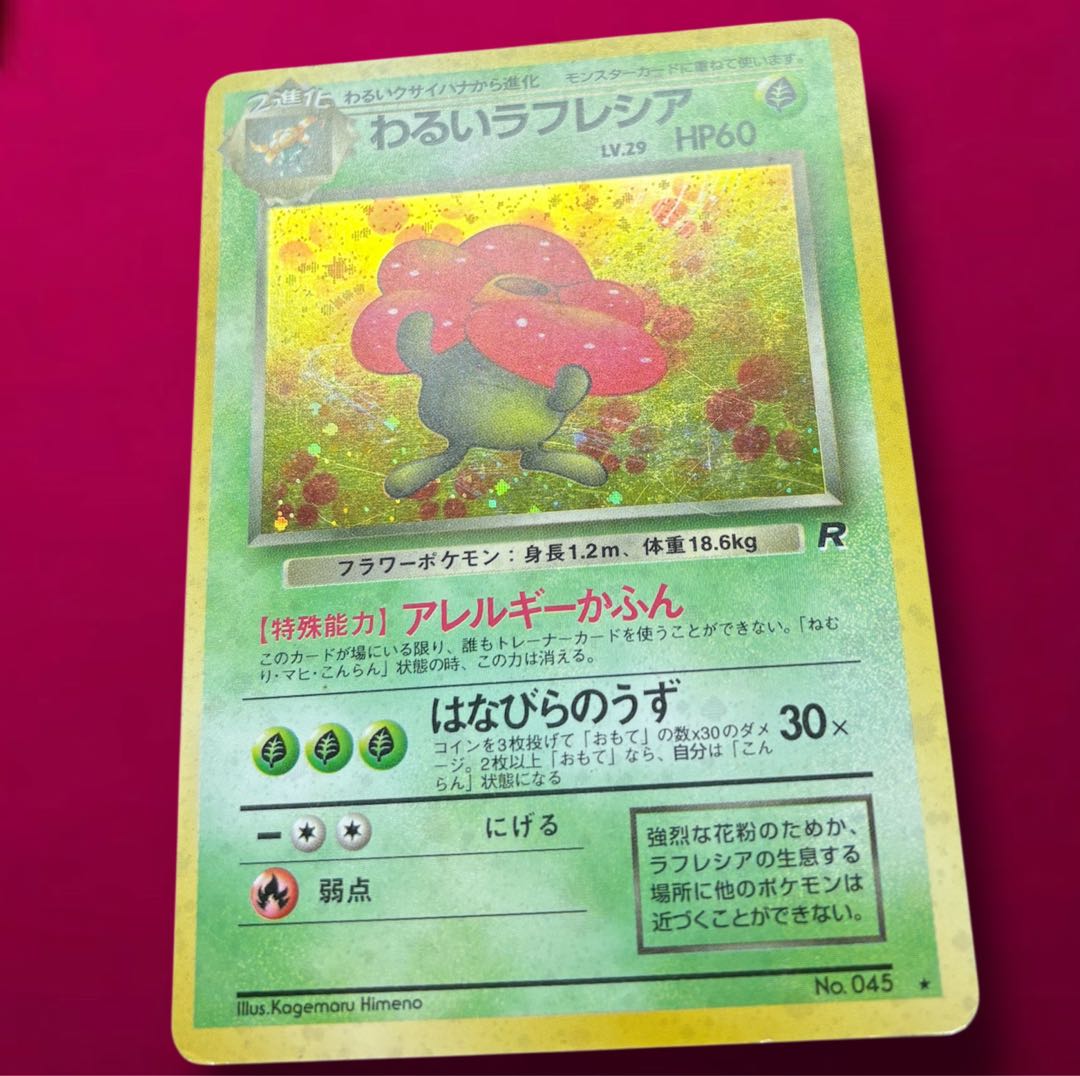 2進化
わるいクサイハナから進化 モンスターカードに重ねて使います。
わるいラフレシア
LV.29 HP60
フラワーポケモン：身長1.2m、体重18.6kg
R
【特殊能力】アレルギーかふん
このカードが場にいる限り、誰もトレーナーカードを使うことができない。「ねむ
り・マヒ・こんらん」状態の時、この力は消える。
はなびらのうず 30×
コインを3枚投げて「おもて」の数x30のダメ
ージ。2枚以上「おもて」なら、自分は「こん
らん」状態になる
にげる
弱点
強烈な花粉のためか、
ラフレシアの生息する
場所に他のポケモンは
近づくことができない。
Illus.Kagemaru Himeno
No. 045 ★